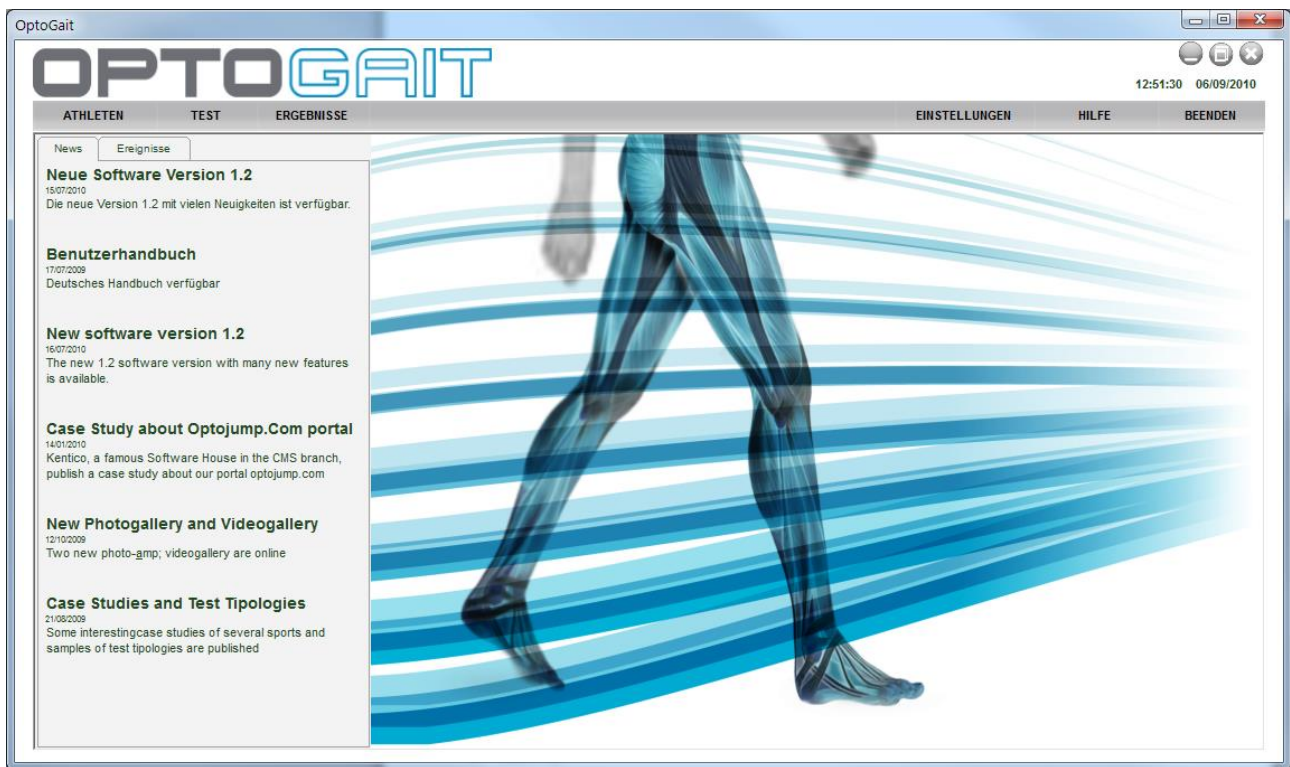 OptoGait
OPTOGAIT
12:51:30 06/09/2010
ATHLETEN TEST ERGEBNISSE EINSTELLUNGEN HILFE BEENDEN
News Ereignisse
Neue Software Version 1.2
15/07/2010
Die neue Version 1.2 mit vielen Neuigkeiten ist verfügbar.
Benutzerhandbuch
17/07/2009
Deutsches Handbuch verfügbar
New software version 1.2
16/07/2010
The new 1.2 software version with many new features
is available.
Case Study about Optojump.Com portal
14/01/2010
Kentico, a famous Software House in the CMS branch,
publish a case study about our portal optojump.com
New Photogallery and Videogallery
12/10/2009
Two new photo-amp; videogallery are online
Case Studies and Test Tipologies
21/08/2009
Some interestingcase studies of several sports and
samples of test tipologies are published